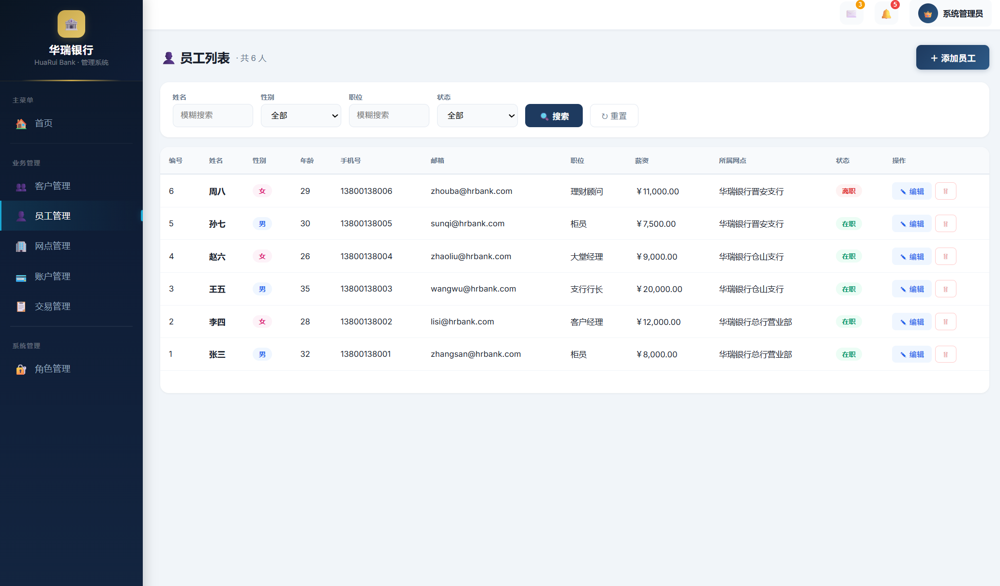 华瑞银行
HuaRui Bank · 管理系统
主菜单
首页
业务管理
客户管理
员工管理
网点管理
账户管理
交易管理
系统管理
角色管理
3
5
系统管理员
员工列表 · 共 6 人
+ 添加员工
姓名 性别 职位 状态
模糊搜索 全部 模糊搜索 全部 搜索 ↻ 重置
编号 姓名 性别 年龄 手机号 邮箱 职位 薪资 所属网点 状态 操作
6 周八 女 29 13800138006 zhouba@hrbank.com 理财顾问 ¥11,000.00 华瑞银行晋安支行 离职 编辑
5 孙七 男 30 13800138005 sunqi@hrbank.com 柜员 ¥7,500.00 华瑞银行晋安支行 在职 编辑
4 赵六 女 26 13800138004 zhaoliu@hrbank.com 大堂经理 ¥9,000.00 华瑞银行仓山支行 在职 编辑
3 王五 男 35 13800138003 wangwu@hrbank.com 支行行长 ¥20,000.00 华瑞银行仓山支行 在职 编辑
2 李四 女 28 13800138002 lisi@hrbank.com 客户经理 ¥12,000.00 华瑞银行总行营业部 在职 编辑
1 张三 男 32 13800138001 zhangsan@hrbank.com 柜员 ¥8,000.00 华瑞银行总行营业部 在职 编辑